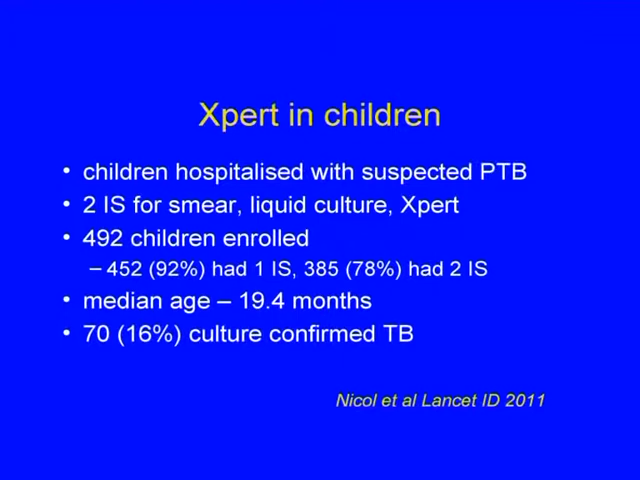 Xpert in children
• children hospitalised with suspected PTB
• 2 IS for smear, liquid culture, Xpert
• 492 children enrolled
– 452 (92%) had 1 IS, 385 (78%) had 2 IS
• median age – 19.4 months
• 70 (16%) culture confirmed TB
Nicol et al Lancet ID 2011